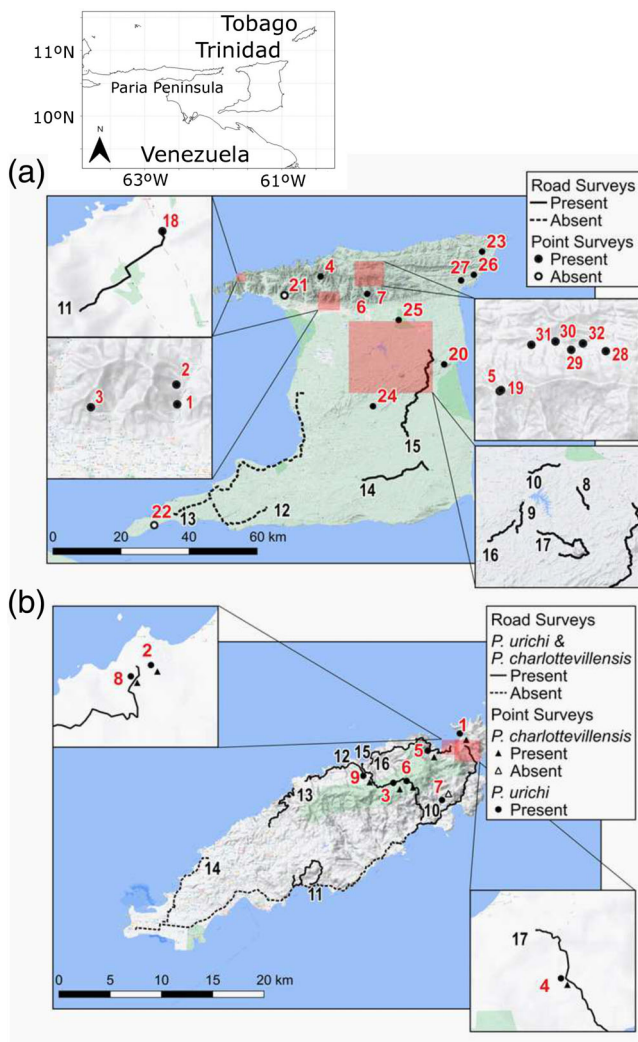 Tobago
Trinidad
11ºN
Paria Peninsula
10ºN
N
Venezuela
63ºW
61ºW
(a)
Road Surveys
Present
Absent
Point Surveys
Present
Absent
18
11
23
4
27
26
21
6
7
25
2
3
1
20
31
30
32
29
28
5
19
24
15
14
12
22
13
10
8
9
16
17
0
20
40
60 km
(b)
Road Surveys
P. urichi &
P. charlottevillensis
Present
Absent
Point Surveys
P. charlottevillensis
Present
Absent
P. urichi
Present
2
8
1
5
15
12
16
6
9
3
7
13
10
14
11
17
4
0
5
10
15
20 km